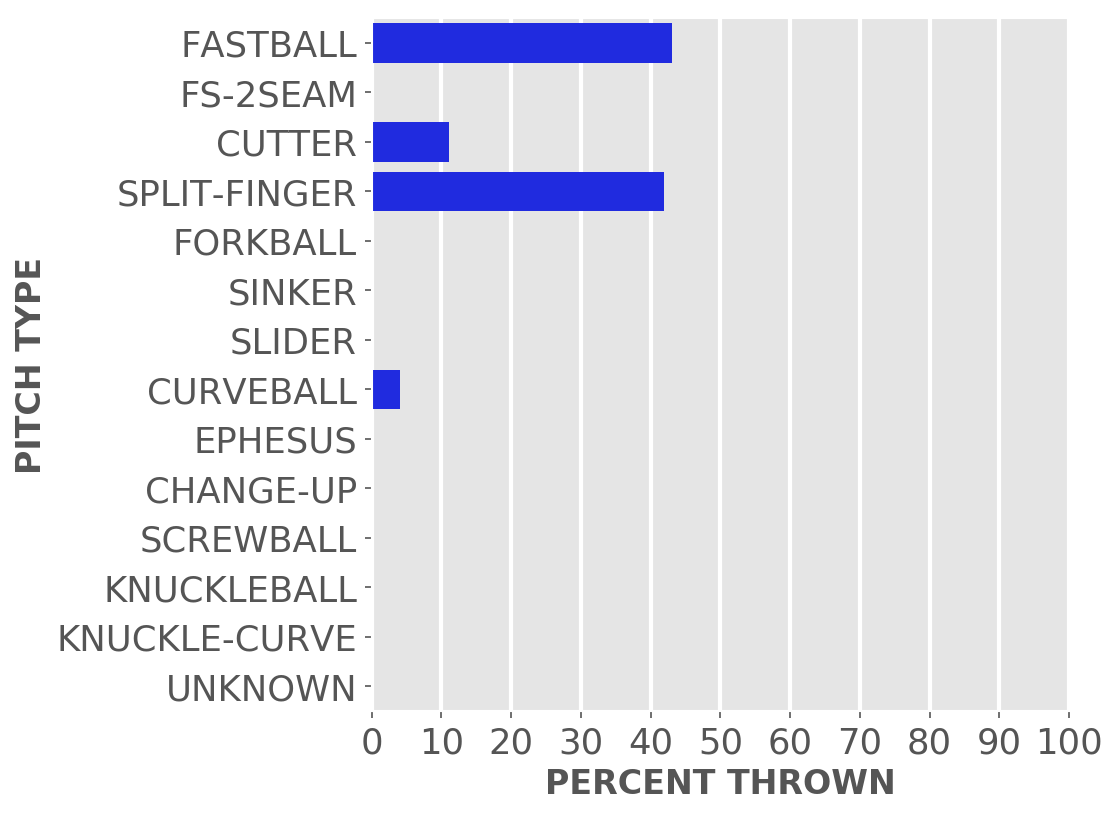 FASTBALL
FS-2SEAM
CUTTER
SPLIT-FINGER
FORKBALL
SINKER
SLIDER
CURVEBALL
EPHESUS
CHANGE-UP
SCREWBALL
KNUCKLEBALL
KNUCKLE-CURVE
UNKNOWN
PITCH TYPE
0 10 20 30 40 50 60 70 80 90 100
PERCENT THROWN